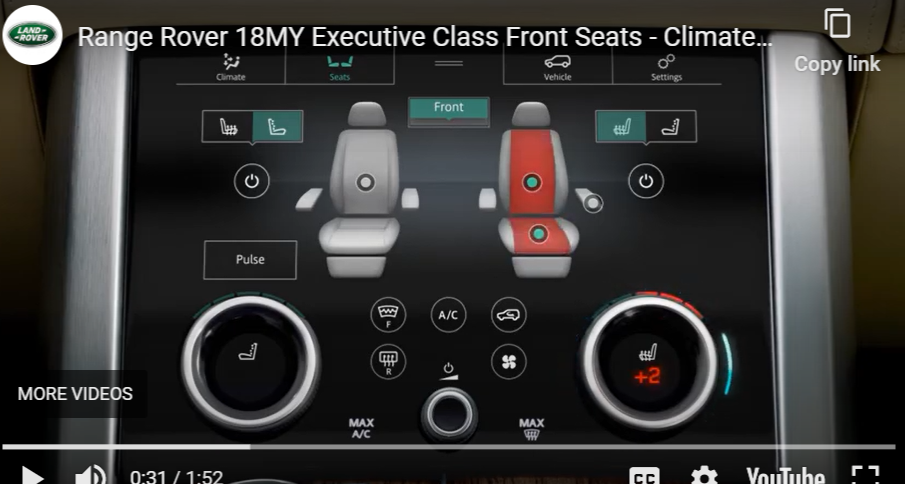 LAND-
ROVER
Range Rover 18MY Executive Class Front Seats - Climate...
Copy link
Climate
Seats
Vehicle
Settings
Front
Pulse
F
A/C
R
+2
MAX
A/C
MAX
MORE VIDEOS
0:31 / 1:52
CC
YouTube